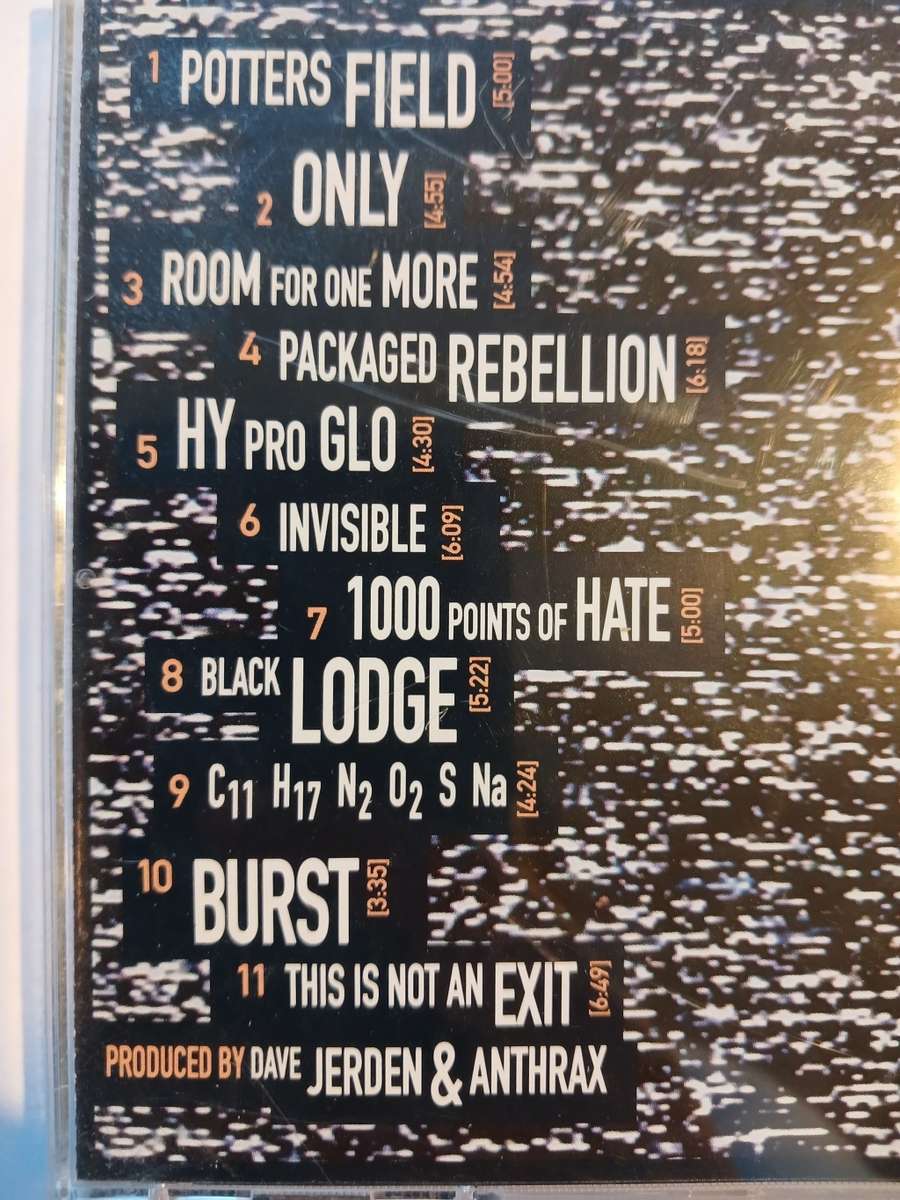 1 POTTERS FIELD [5:00]
2 ONLY [4:55]
3 ROOM FOR ONE MORE [4:54]
4 PACKAGED REBELLION [6:18]
5 HY PRO GLO [4:30]
6 INVISIBLE [6:09]
7 1000 POINTS OF HATE [5:00]
8 BLACK LODGE [5:22]
9 C11 H17 N2 O2 S Na [4:24]
10 BURST [3:35]
11 THIS IS NOT AN EXIT [6:49]
PRODUCED BY DAVE JERDEN & ANTHRAX